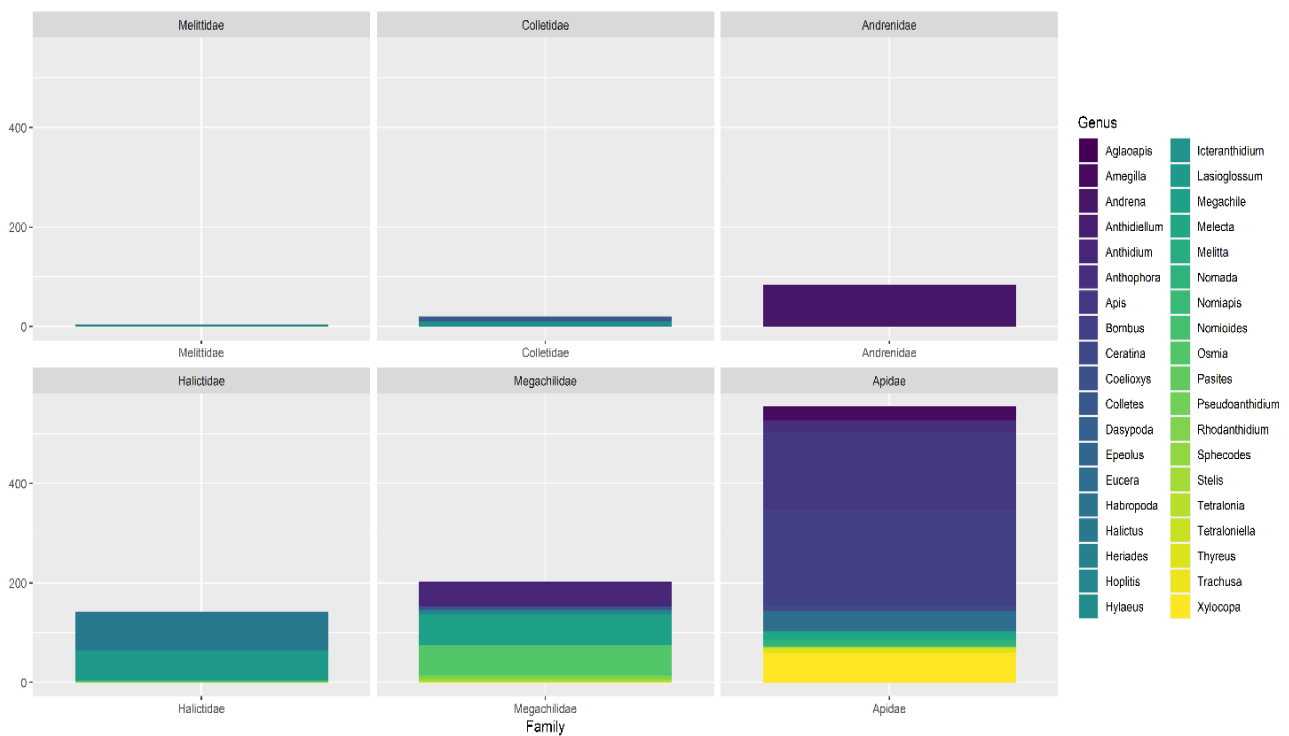 Melittidae Colletidae Andrenidae
400
200
0
Melittidae Colletidae Andrenidae
Halictidae Megachilidae Apidae
400
200
0
Halictidae Megachilidae Apidae
Family
Genus
Aglaoapis Icteranthidium
Amegilla Lasioglossum
Andrena Megachile
Anthidiellum Melecta
Anthidium Melitta
Anthophora Nomada
Apis Nomiapis
Bombus Nomioides
Ceratina Osmia
Coelioxys Pasites
Colletes Pseudoanthidium
Dasypoda Rhodanthidium
Epeolus Sphecodes
Eucera Stelis
Habropoda Tetralonia
Halictus Tetraloniella
Heriades Thyreus
Hoplitis Trachusa
Hylaeus Xylocopa